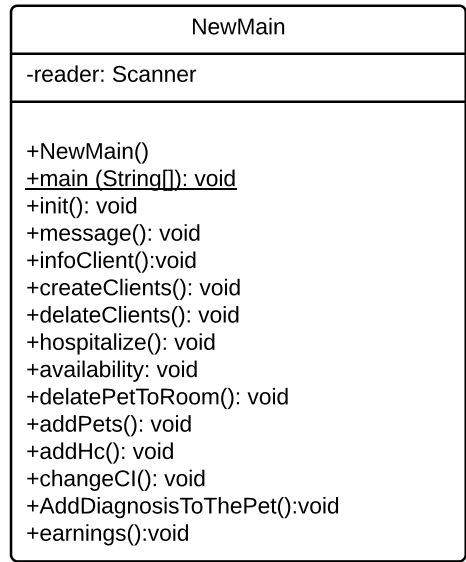 NewMain
-reader: Scanner
+NewMain()
+main (String[]): void
+init(): void
+message(): void
+infoClient():void
+createClients(): void
+delateClients(): void
+hospitalize(): void
+availability: void
+delatePetToRoom(): void
+addPets(): void
+addHc(): void
+changeCl(): void
+AddDiagnosisToThePet():void
+earnings():void